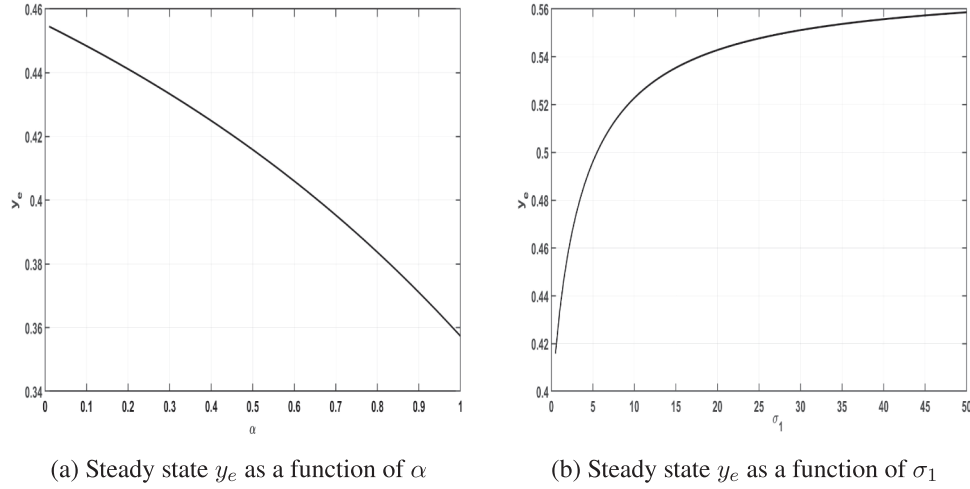 0.46
0.44
0.42
0.4
0.38
0.36
0.34
y_e
0 0.1 0.2 0.3 0.4 0.5 0.6 0.7 0.8 0.9 1
α
0.56
0.54
0.52
0.5
0.48
0.46
0.44
0.42
0.4
y_e
0 5 10 15 20 25 30 35 40 45 50
σ_1
(a) Steady state y_e as a function of α
(b) Steady state y_e as a function of σ_1